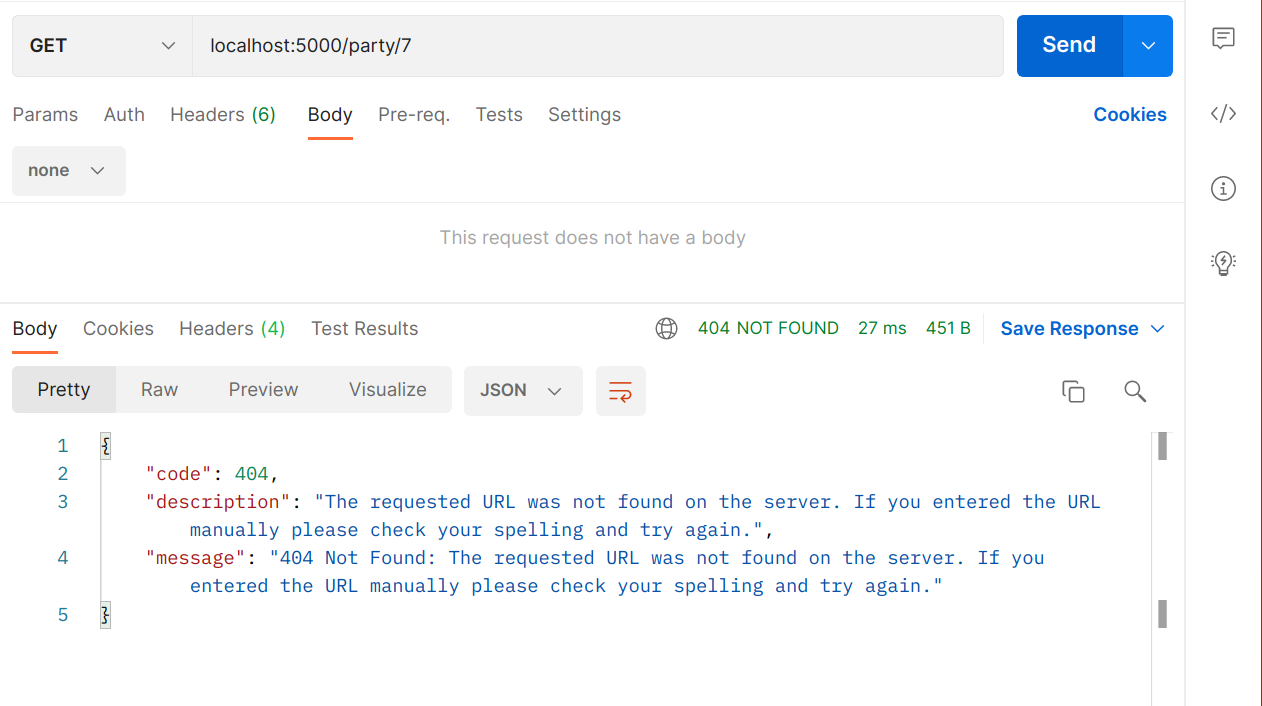 GET localhost:5000/party/7 Send
Params Auth Headers (6) Body Pre-req. Tests Settings Cookies
none
This request does not have a body
Body Cookies Headers (4) Test Results 404 NOT FOUND 27 ms 451 B Save Response
Pretty Raw Preview Visualize JSON
1 {
2 "code": 404,
3 "description": "The requested URL was not found on the server. If you entered the URL
manually please check your spelling and try again.",
4 "message": "404 Not Found: The requested URL was not found on the server. If you
entered the URL manually please check your spelling and try again."
5 }